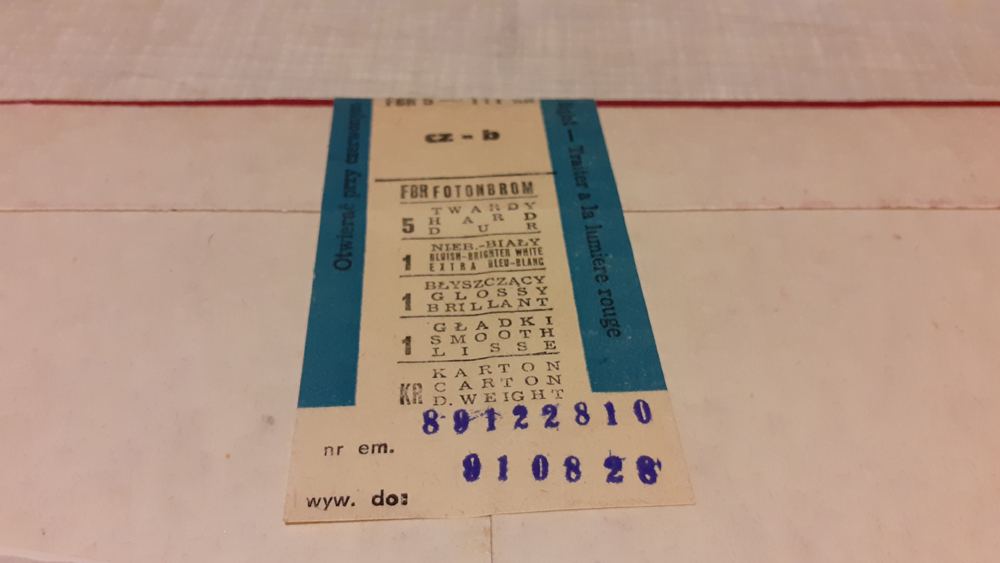 cz - b
FBR FOTONBROM
5 TWARDY
HARD
DUR
1 NIEB.-BIAŁY
BLUISH-BRIGHTER WHITE
EXTRA BLEU-BLANC
1 BŁYSZCZĄCY
GLOSSY
BRILLANT
1 GŁADKI
SMOOTH
LISSE
KR KARTON
CARTON
D. WEIGHT
89122810
nr em.
910828
wyw. do:
Otwierać przy czerwonym
— Traiter a la lumiere rouge